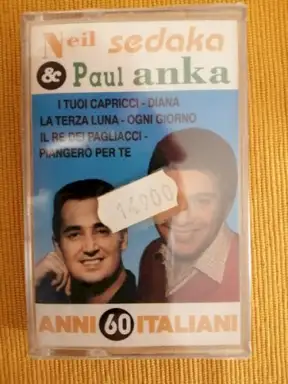 Neil sedaka
& Paul anka
I TUOI CAPRICCI - DIANA
LA TERZA LUNA - OGNI GIORNO
IL RE DEI PAGLIACCI -
PIANGERÒ PER TE
14900
ANNI 60 ITALIANI